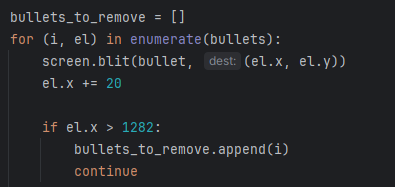 bullets_to_remove = []
for (i, el) in enumerate(bullets):
    screen.blit(bullet, dest: (el.x, el.y))
    el.x += 20

    if el.x > 1282:
        bullets_to_remove.append(i)
        continue